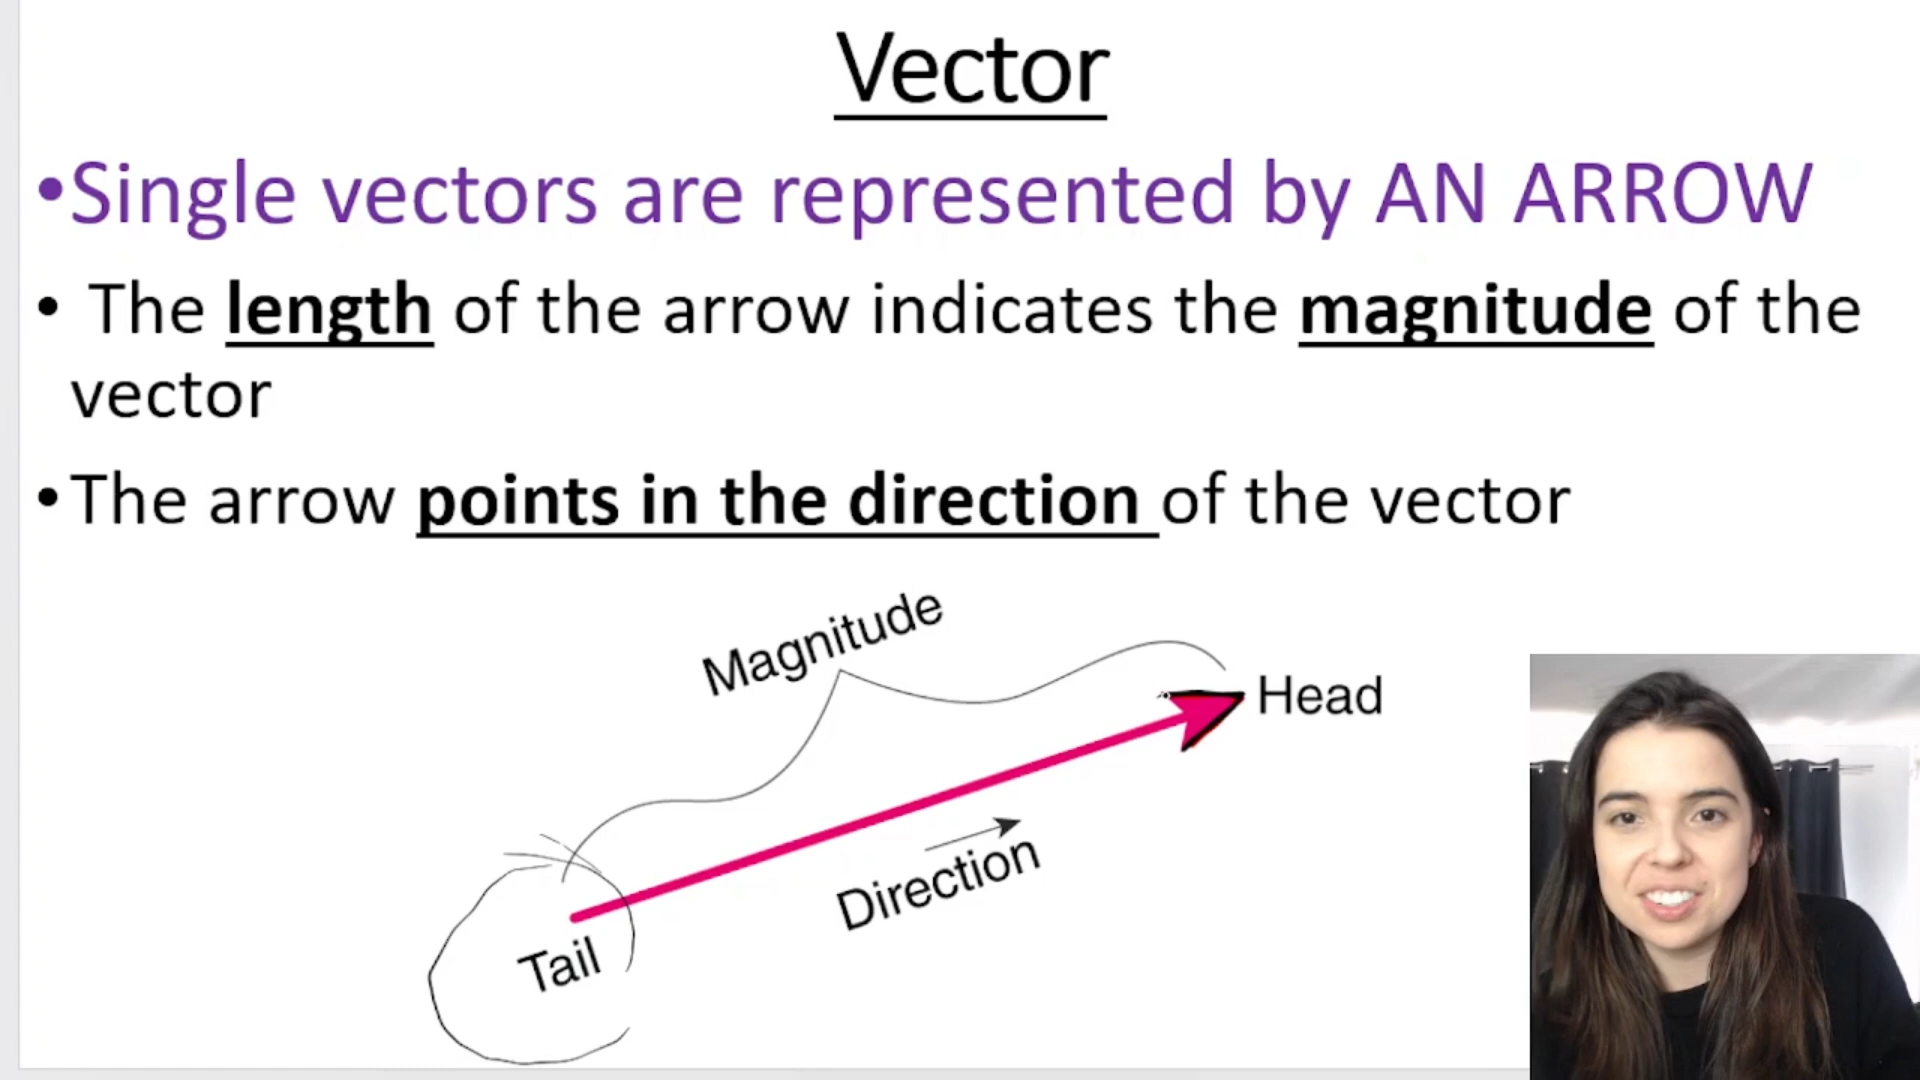 Vector
•Single vectors are represented by AN ARROW
• The length of the arrow indicates the magnitude of the
vector
•The arrow points in the direction of the vector
Magnitude
Head
Direction
Tail